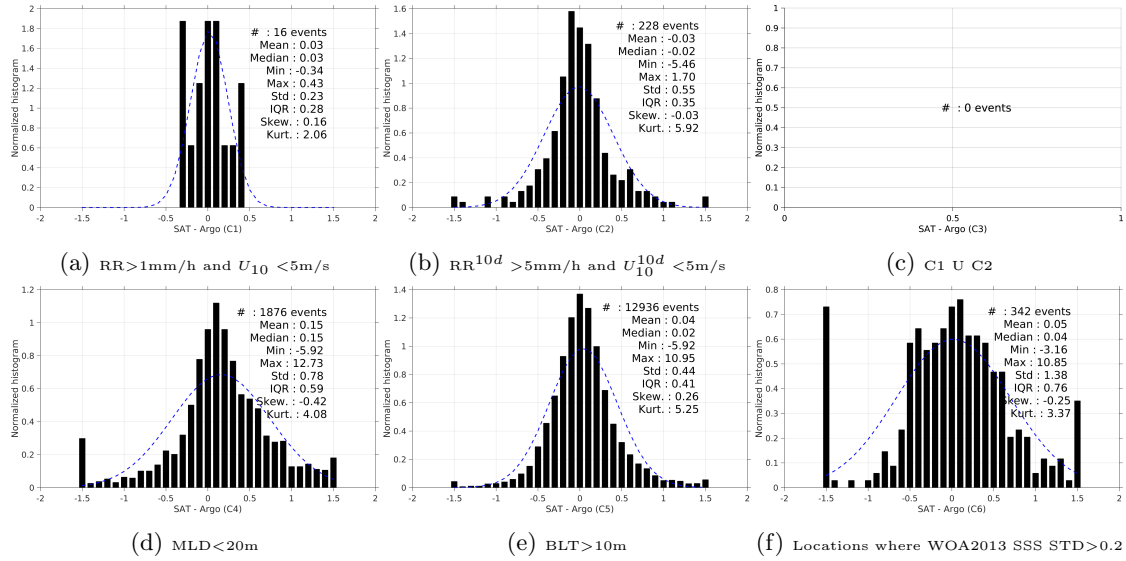 2
1.8
1.6
1.4
1.2
1
0.8
0.6
0.4
0.2
0
Normalized histogram
# : 16 events
Mean : 0.03
Median : 0.03
Min : -0.34
Max : 0.43
Std : 0.23
IQR : 0.28
Skew. : 0.16
Kurt. : 2.06
-2 -1.5 -1 -0.5 0 0.5 1 1.5 2
SAT - Argo (C1)
(a) RR>1mm/h and U10 <5m/s
1.6
1.4
1.2
1
0.8
0.6
0.4
0.2
0
Normalized histogram
# : 228 events
Mean : -0.03
Median : -0.02
Min : -5.46
Max : 1.70
Std : 0.55
IQR : 0.35
Skew. : -0.03
Kurt. : 5.92
-2 -1.5 -1 -0.5 0 0.5 1 1.5 2
SAT - Argo (C2)
(b) RR^10d >5mm/h and U10^10d <5m/s
1
0.9
0.8
0.7
0.6
0.5
0.4
0.3
0.2
0.1
0
Normalized histogram
# : 0 events
0 0.5 1
SAT - Argo (C3)
(c) C1 U C2
1.2
1
0.8
0.6
0.4
0.2
0
Normalized histogram
# : 1876 events
Mean : 0.15
Median : 0.15
Min : -5.92
Max : 12.73
Std : 0.78
IQR : 0.59
Skew. : -0.42
Kurt. : 4.08
-2 -1.5 -1 -0.5 0 0.5 1 1.5 2
SAT - Argo (C4)
(d) MLD<20m
1.4
1.2
1
0.8
0.6
0.4
0.2
0
Normalized histogram
# : 12936 events
Mean : 0.04
Median : 0.02
Min : -5.92
Max : 10.95
Std : 0.44
IQR : 0.41
Skew. : 0.26
Kurt. : 5.25
-2 -1.5 -1 -0.5 0 0.5 1 1.5 2
SAT - Argo (C5)
(e) BLT>10m
0.8
0.7
0.6
0.5
0.4
0.3
0.2
0.1
0
Normalized histogram
# : 342 events
Mean : 0.05
Median : 0.04
Min : -3.16
Max : 10.85
Std : 1.38
IQR : 0.76
Skew. : -0.25
Kurt. : 3.37
-2 -1.5 -1 -0.5 0 0.5 1 1.5 2
SAT - Argo (C6)
(f) Locations where WOA2013 SSS STD>0.2